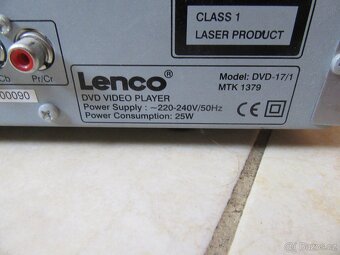 CLASS 1
LASER PRODUCT
Cb Pr/Cr
00090
Lenco®
DVD VIDEO PLAYER
Power Supply : ~220-240V/50Hz
Power Consumption: 25W
Model: DVD-17/1
MTK 1379